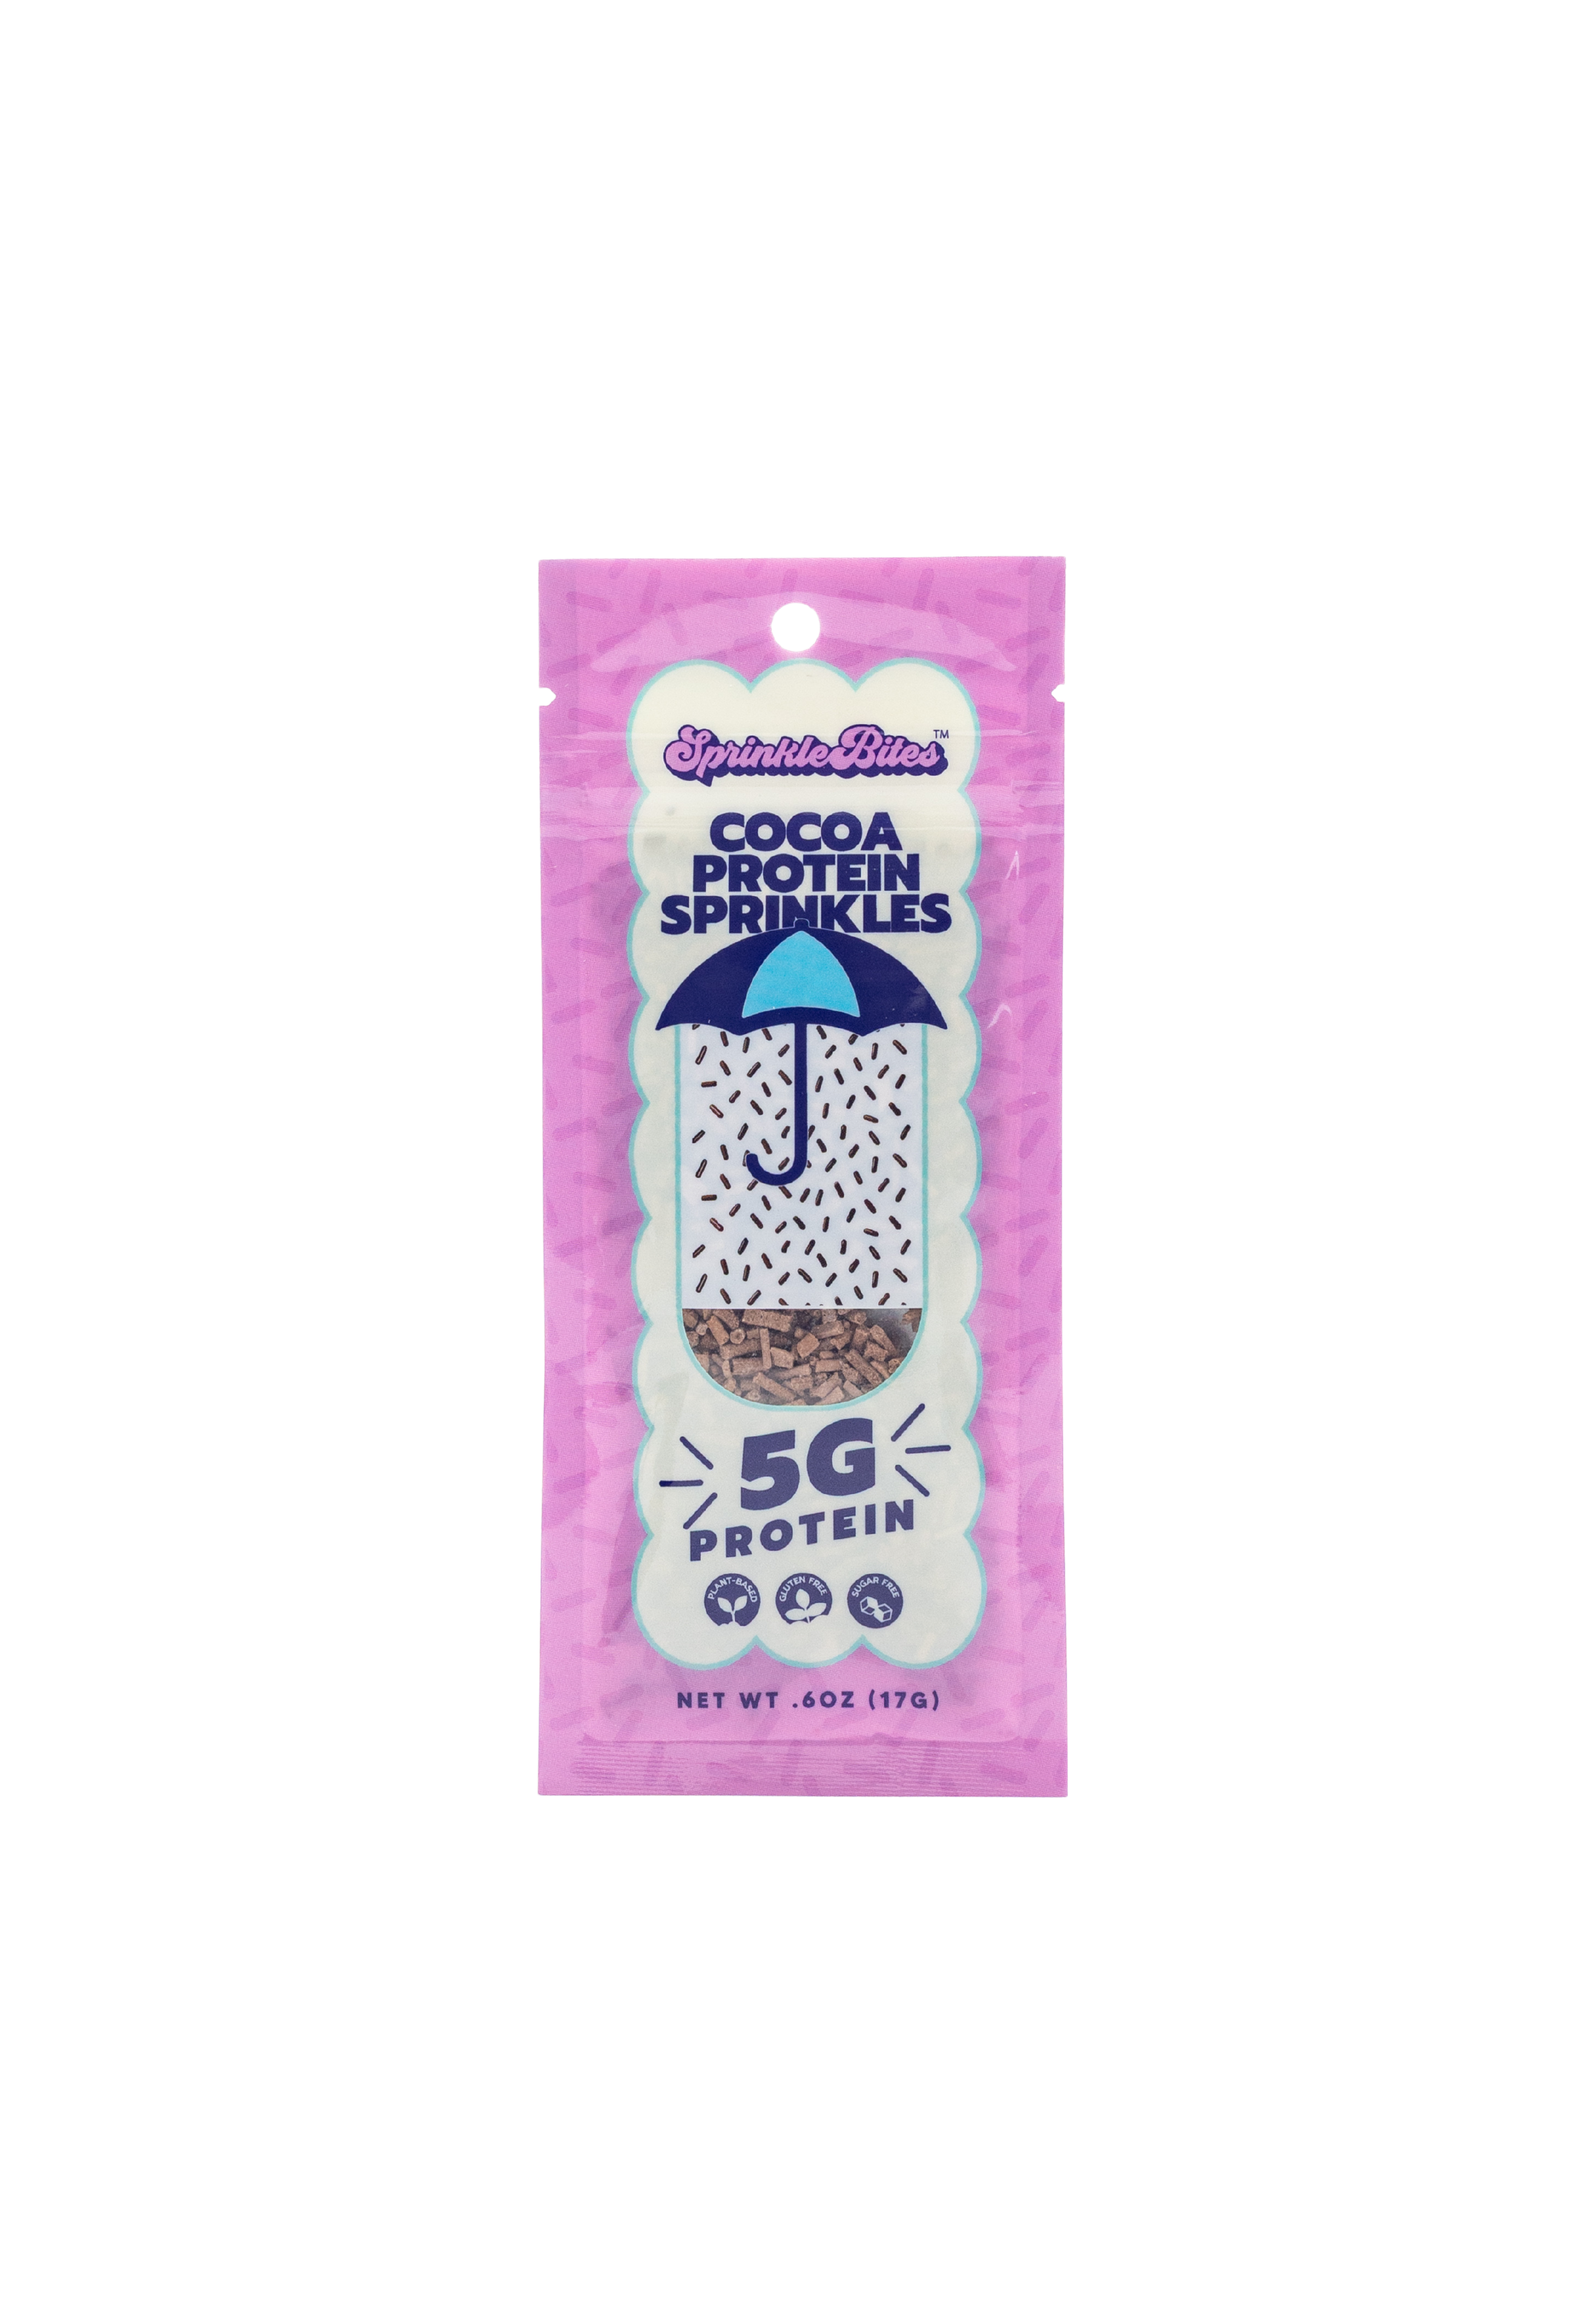 SprinkleBites™
COCOA
PROTEIN
SPRINKLES
5G
PROTEIN
PLANT-BASED
GLUTEN FREE
SUGAR FREE
NET WT .6OZ (17G)